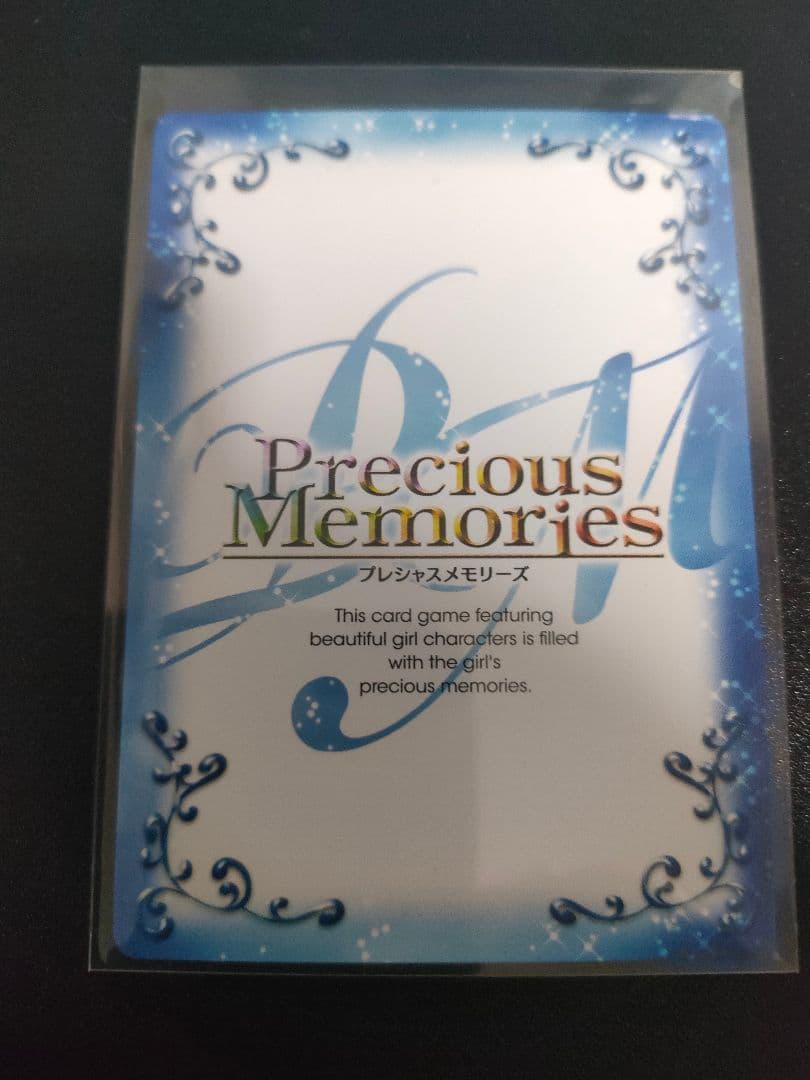 Precious
Memories
プレシャスメモリーズ
This card game featuring
beautiful girl characters is filled
with the girl's
precious memories.